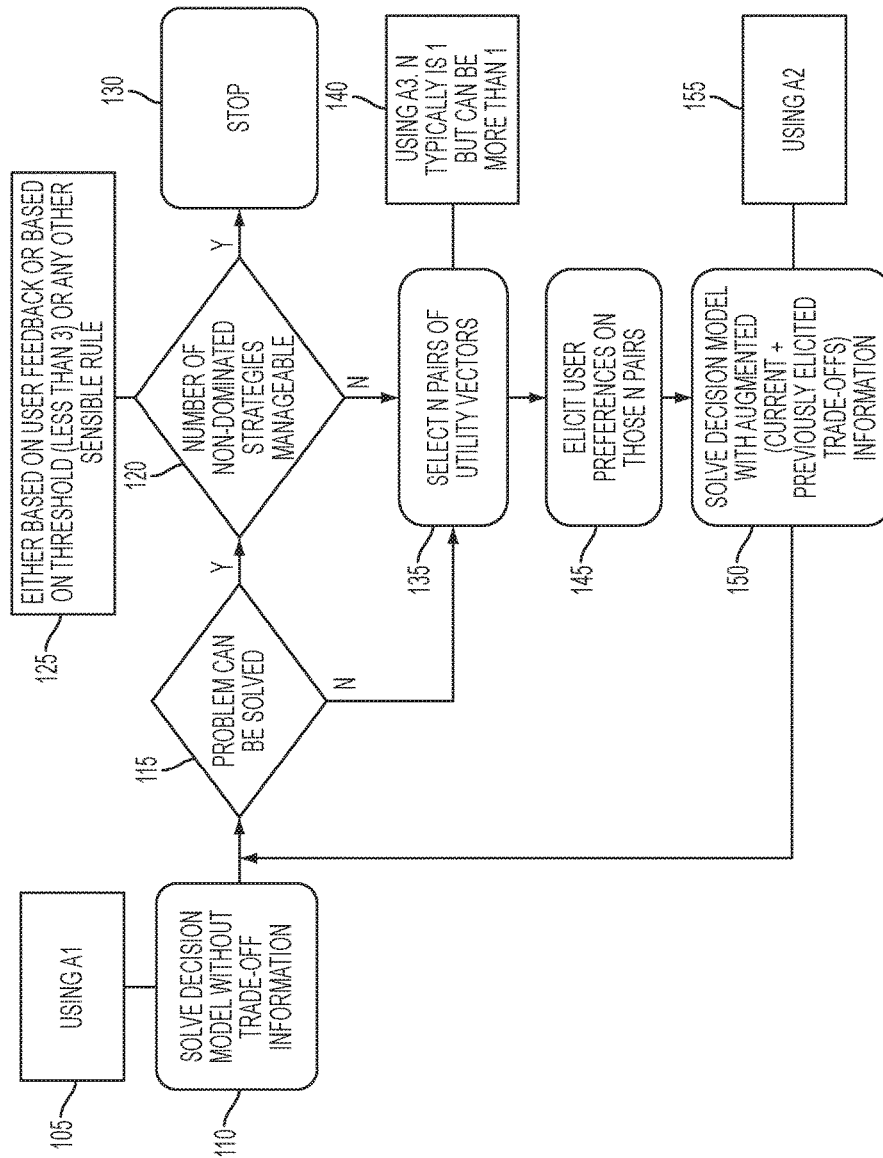 105
USING A1
110
SOLVE DECISION
MODEL WITHOUT
TRADE-OFF
INFORMATION
115
PROBLEM CAN
BE SOLVED
Y
N
125
EITHER BASED ON USER FEEDBACK OR BASED
ON THRESHOLD (LESS THAN 3) OR ANY OTHER
SENSIBLE RULE
120
NUMBER OF
NON-DOMINATED
STRATEGIES
MANAGEABLE
Y
N
130
STOP
135
SELECT N PAIRS OF
UTILITY VECTORS
140
USING A3. N
TYPICALLY IS 1
BUT CAN BE
MORE THAN 1
145
ELICIT USER
PREFERENCES ON
THOSE N PAIRS
150
SOLVE DECISION MODEL
WITH AUGMENTED
(CURRENT +
PREVIOUSLY ELICITED
TRADE-OFFS)
INFORMATION
155
USING A2